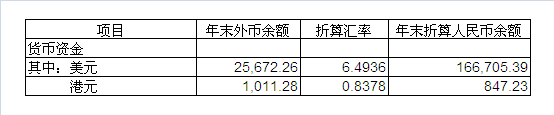 项目 年末外币余额 折算汇率 年末折算人民币余额
货币资金
其中：美元 25,672.26 6.4936 166,705.39
港元 1,011.28 0.8378 847.23